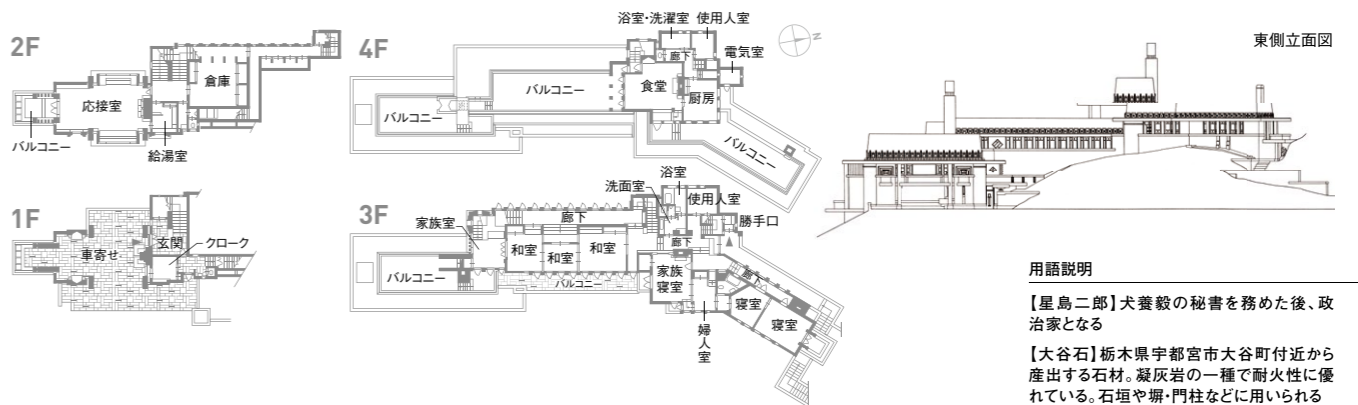 2F
応接室
倉庫
バルコニー
給湯室
1F
車寄せ
玄関
クローク
4F
浴室・洗濯室
使用人室
廊下
電気室
食堂
厨房
バルコニー
バルコニー
バルコニー
N
3F
浴室
洗面室
使用人室
家族室
廊下
勝手口
和室
和室
和室
廊下
バルコニー
バルコニー
家族
寝室
廊下
寝室
寝室
婦人室
東側立面図
用語説明
【星島二郎】犬養毅の秘書を務めた後、政
治家となる
【大谷石】栃木県宇都宮市大谷町付近から
産出する石材。凝灰岩の一種で耐火性に優
れている。石垣や塀・門柱などに用いられる